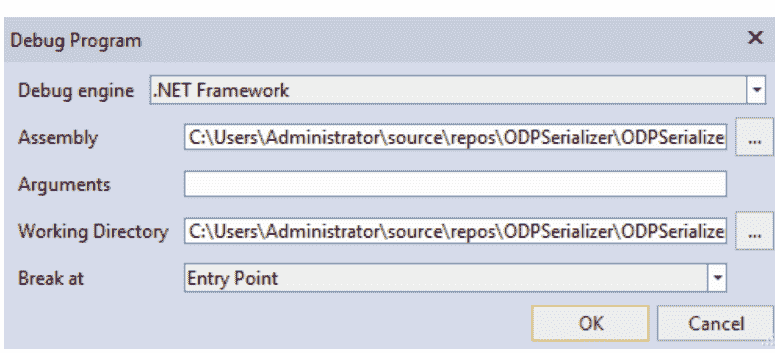 Debug Program
Debug engine .NET Framework
Assembly C:\Users\Administrator\source\repos\ODPSerializer\ODPSerialize ...
Arguments
Working Directory C:\Users\Administrator\source\repos\ODPSerializer\ODPSerialize ...
Break at Entry Point
OK Cancel